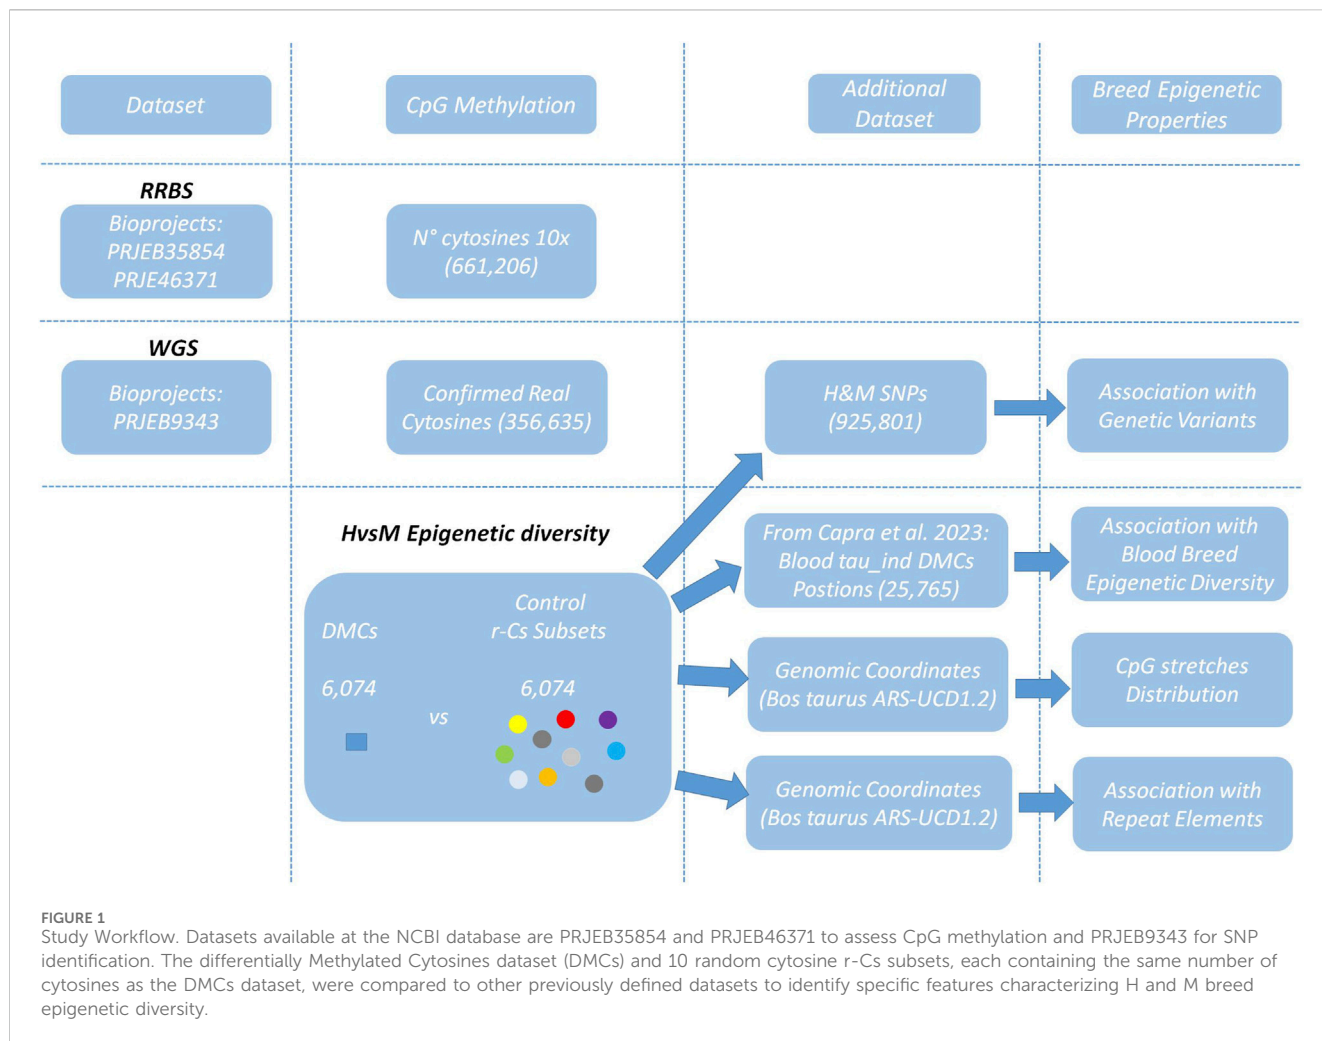 Dataset
CpG Methylation
Additional
Dataset
Breed Epigenetic
Properties
RRBS
Bioprojects:
PRJEB35854
PRJE46371
N° cytosines 10x
(661,206)
WGS
Bioprojects:
PRJEB9343
Confirmed Real
Cytosines (356,635)
H&M SNPs
(925,801)
Association with
Genetic Variants
HvsM Epigenetic diversity
DMCs
6,074
vs
Control
r-Cs Subsets
6,074
From Capra et al. 2023:
Blood tau_ind DMCs
Postions (25,765)
Association with
Blood Breed
Epigenetic Diversity
Genomic Coordinates
(Bos taurus ARS-UCD1.2)
CpG stretches
Distribution
Genomic Coordinates
(Bos taurus ARS-UCD1.2)
Association with
Repeat Elements
FIGURE 1
Study Workflow. Datasets available at the NCBI database are PRJEB35854 and PRJEB46371 to assess CpG methylation and PRJEB9343 for SNP
identification. The differentially Methylated Cytosines dataset (DMCs) and 10 random cytosine r-Cs subsets, each containing the same number of
cytosines as the DMCs dataset, were compared to other previously defined datasets to identify specific features characterizing H and M breed
epigenetic diversity.